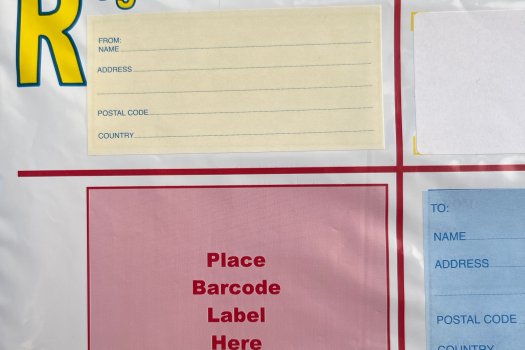 R
FROM:
NAME
ADDRESS
POSTAL CODE
COUNTRY
TO:
NAME
ADDRESS
POSTAL CODE
COUNTRY
Place
Barcode
Label
Here